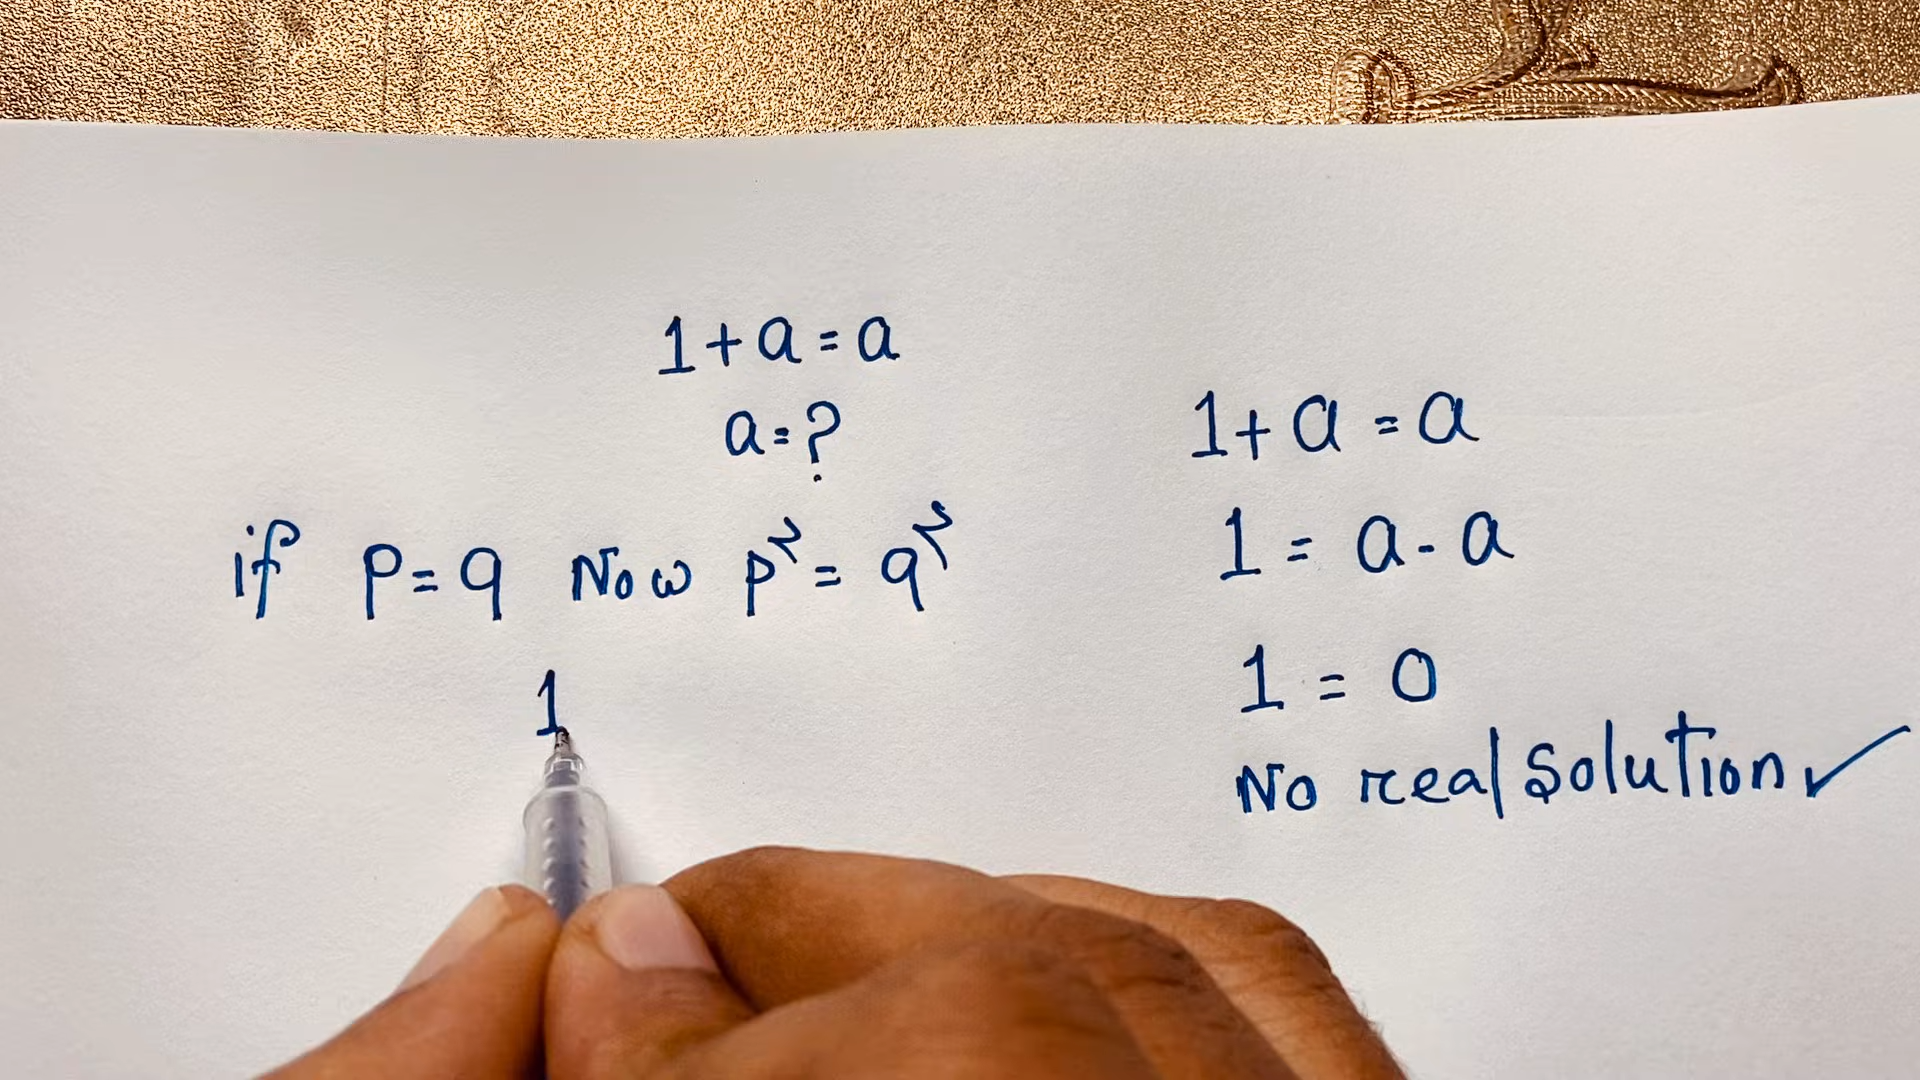 1+a=a
a=?
if p=q Now p²=q²
1
1+a=a
1=a-a
1=0
No real solution✓